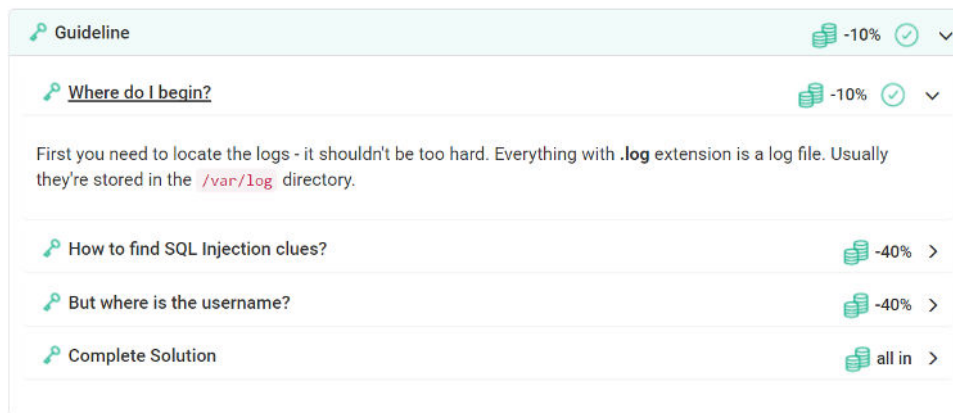 Guideline -10%
Where do I begin? -10%
First you need to locate the logs - it shouldn't be too hard. Everything with .log extension is a log file. Usually
they're stored in the /var/log directory.
How to find SQL Injection clues? -40%
But where is the username? -40%
Complete Solution all in